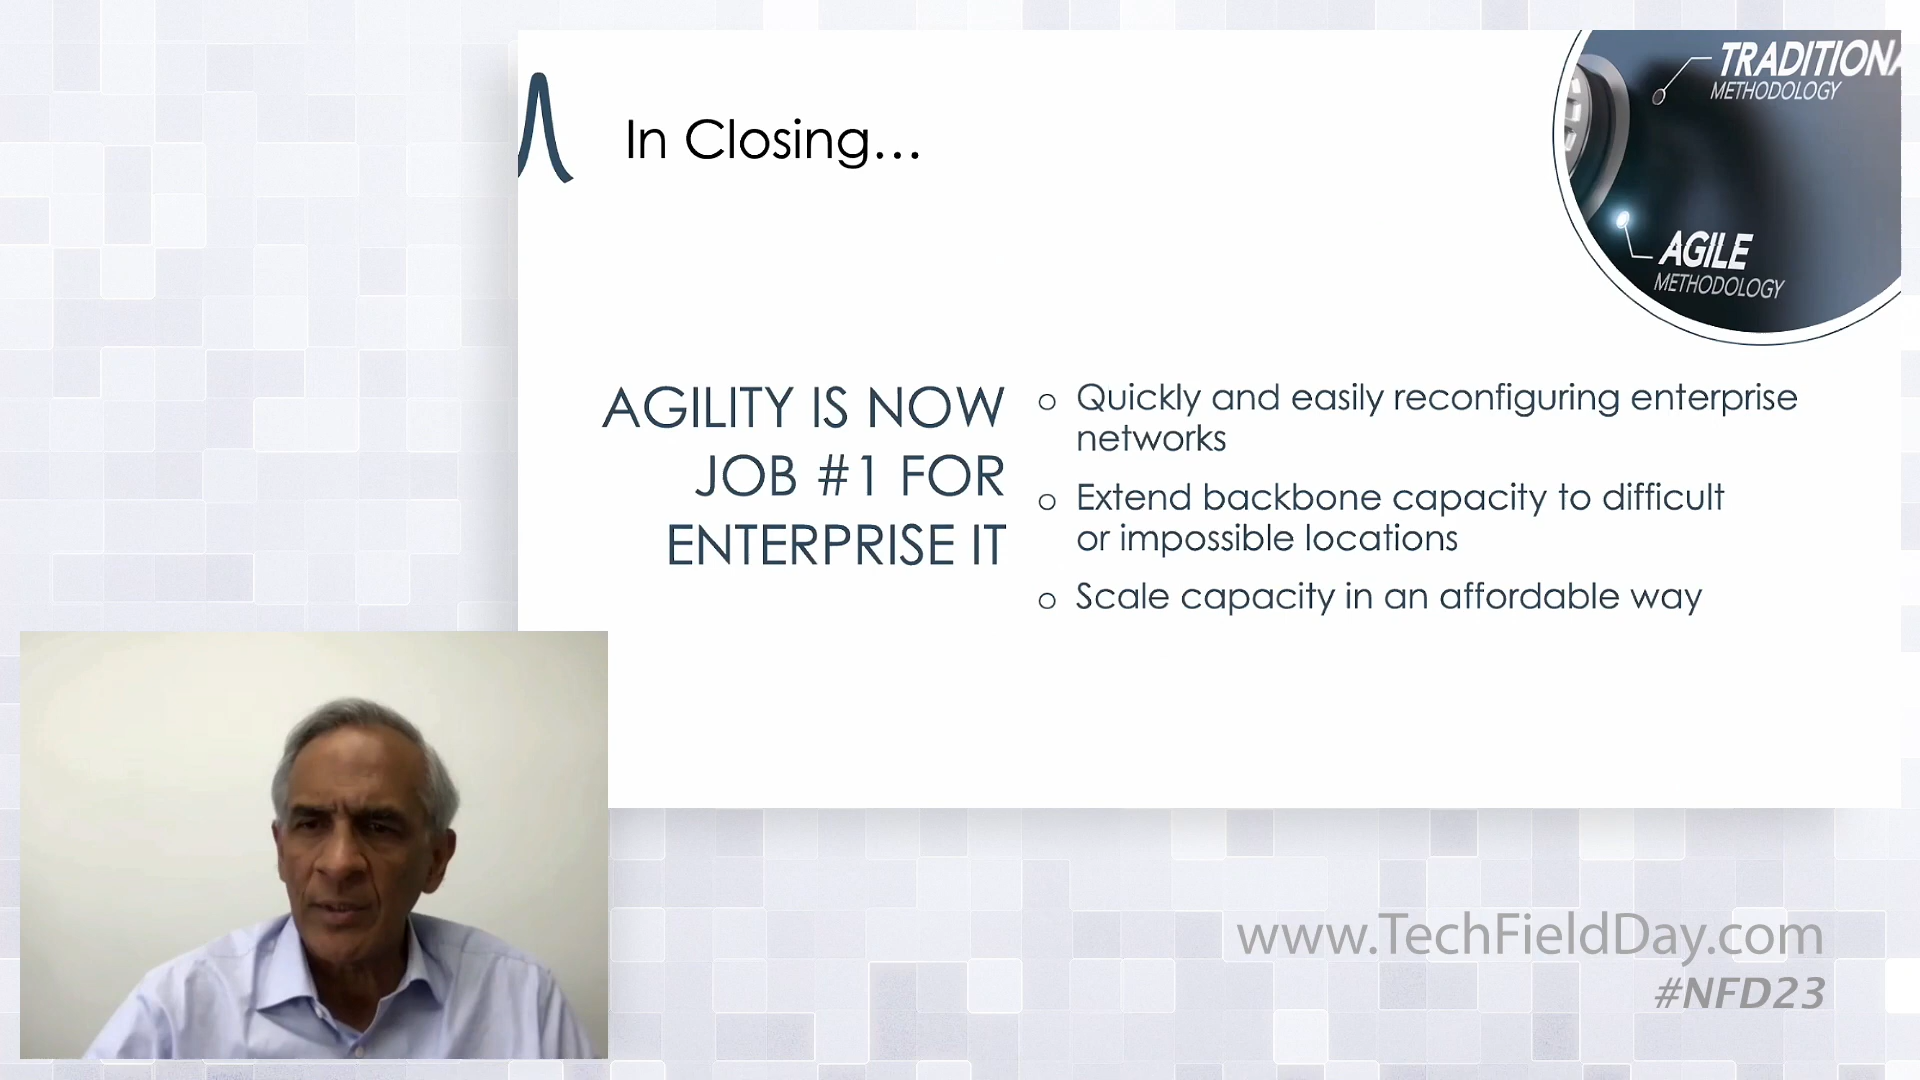 In Closing...
TRADITIONA
METHODOLOGY
AGILE
METHODOLOGY
AGILITY IS NOW
JOB #1 FOR
ENTERPRISE IT
o Quickly and easily reconfiguring enterprise
networks
o Extend backbone capacity to difficult
or impossible locations
o Scale capacity in an affordable way
www.TechFieldDay.com
#NFD23